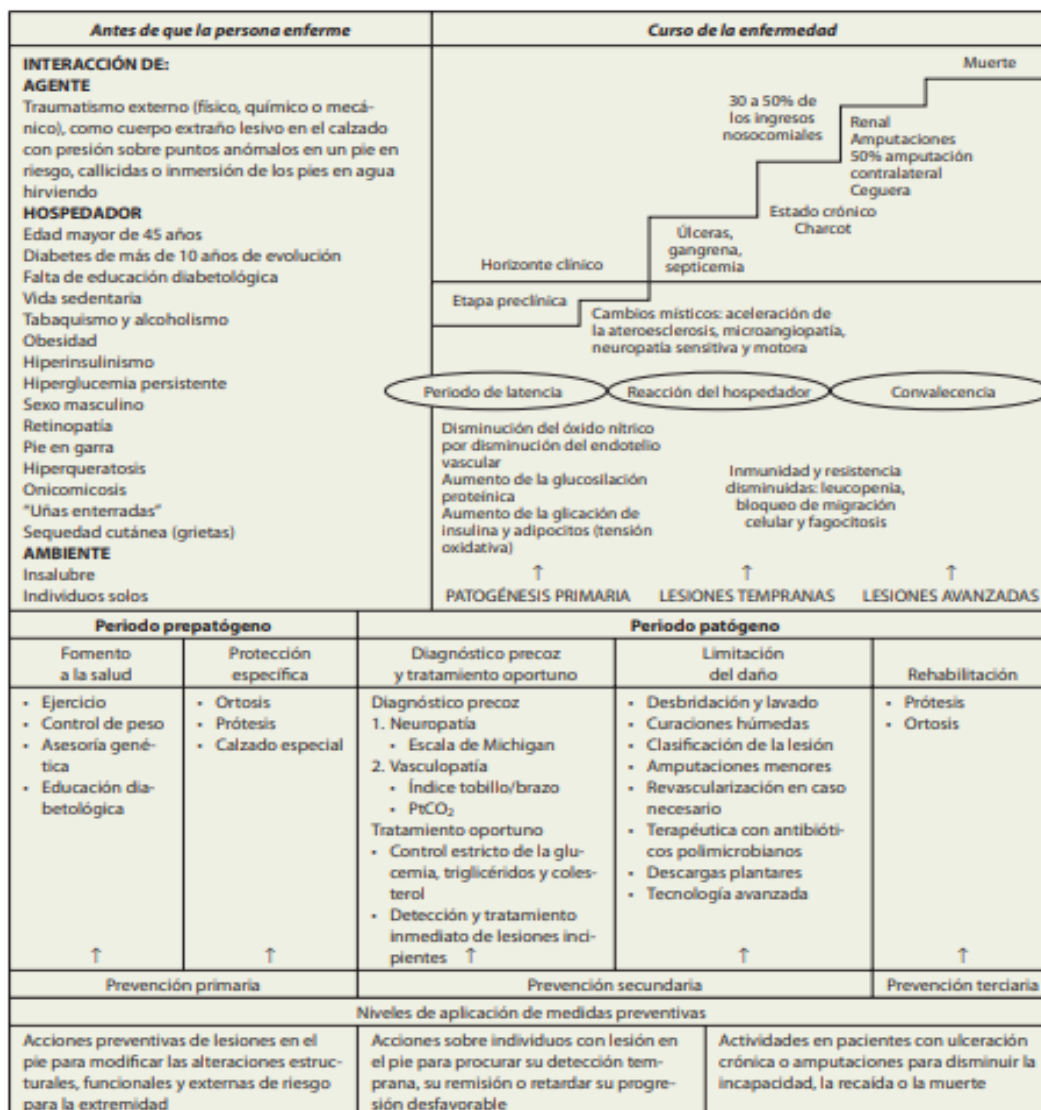 Antes de que la persona enferme
Curso de la enfermedad
INTERACCIÓN DE:
AGENTE
Traumatismo externo (físico, químico o mecá-
nico), como cuerpo extraño lesivo en el calzado
con presión sobre puntos anómalos en un pie en
riesgo, callicidas o inmersión de los pies en agua
hirviendo
HOSPEDADOR
Edad mayor de 45 años
Diabetes de más de 10 años de evolución
Falta de educación diabetológica
Vida sedentaria
Tabaquismo y alcoholismo
Obesidad
Hiperinsulinismo
Hiperglucemia persistente
Sexo masculino
Retinopatía
Pie en garra
Hiperqueratosis
Onicomicosis
"Uñas enterradas"
Sequedad cutánea (grietas)
AMBIENTE
Insalubre
Individuos solos
Muerte
30 a 50% de
los ingresos
nosocomiales
Renal
Amputaciones
50% amputación
contralateral
Ceguera
Estado crónico
Charcot
Úlceras,
gangrena,
septicemia
Horizonte clínico
Etapa preclínica
Cambios místicos: aceleración de
la ateroesclerosis, microangiopatía,
neuropatía sensitiva y motora
Periodo de latencia
Reacción del hospedador
Convalecencia
Disminución del óxido nítrico
por disminución del endotelio
vascular
Aumento de la glucosilación
proteínica
Aumento de la glicación de
insulina y adipocitos (tensión
oxidativa)
Inmunidad y resistencia
disminuidas: leucopenia,
bloqueo de migración
celular y fagocitosis
↑ ↑ ↑
PATOGÉNESIS PRIMARIA
LESIONES TEMPRANAS
LESIONES AVANZADAS
Periodo prepatógeno
Periodo patógeno
Fomento
a la salud
Protección
específica
Diagnóstico precoz
y tratamiento oportuno
Limitación
del daño
Rehabilitación
• Ejercicio
• Control de peso
• Asesoría gené-
tica
• Educación dia-
betológica
↑
• Ortosis
• Prótesis
• Calzado especial
↑
Diagnóstico precoz
1. Neuropatía
• Escala de Michigan
2. Vasculopatía
• Índice tobillo/brazo
• PtCO₂
Tratamiento oportuno
• Control estricto de la glu-
cemia, triglicéridos y coles-
terol
• Detección y tratamiento
inmediato de lesiones inci-
pientes ↑
• Desbridación y lavado
• Curaciones húmedas
• Clasificación de la lesión
• Amputaciones menores
• Revascularización en caso
necesario
• Terapéutica con antibióti-
cos polimicrobianos
• Descargas plantares
• Tecnología avanzada
↑
• Prótesis
• Ortosis
↑
Prevención primaria
Prevención secundaria
Prevención terciaria
Niveles de aplicación de medidas preventivas
Acciones preventivas de lesiones en el
pie para modificar las alteraciones estruc-
turales, funcionales y externas de riesgo
para la extremidad
Acciones sobre individuos con lesión en
el pie para procurar su detección tem-
prana, su remisión o retardar su progre-
sión desfavorable
Actividades en pacientes con ulceración
crónica o amputaciones para disminuir la
incapacidad, la recaída o la muerte